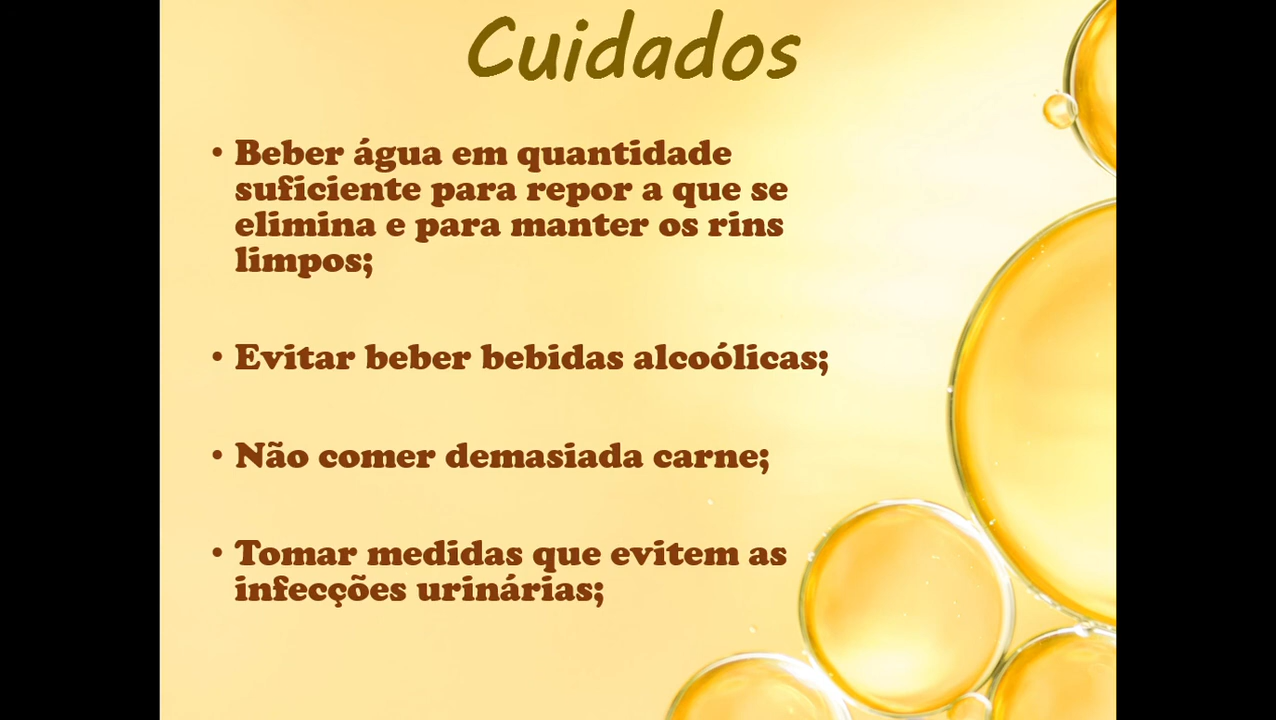 Cuidados
• Beber água em quantidade
suficiente para repor a que se
elimina e para manter os rins
limpos;
• Evitar beber bebidas alcoólicas;
• Não comer demasiada carne;
• Tomar medidas que evitem as
infecções urinárias;